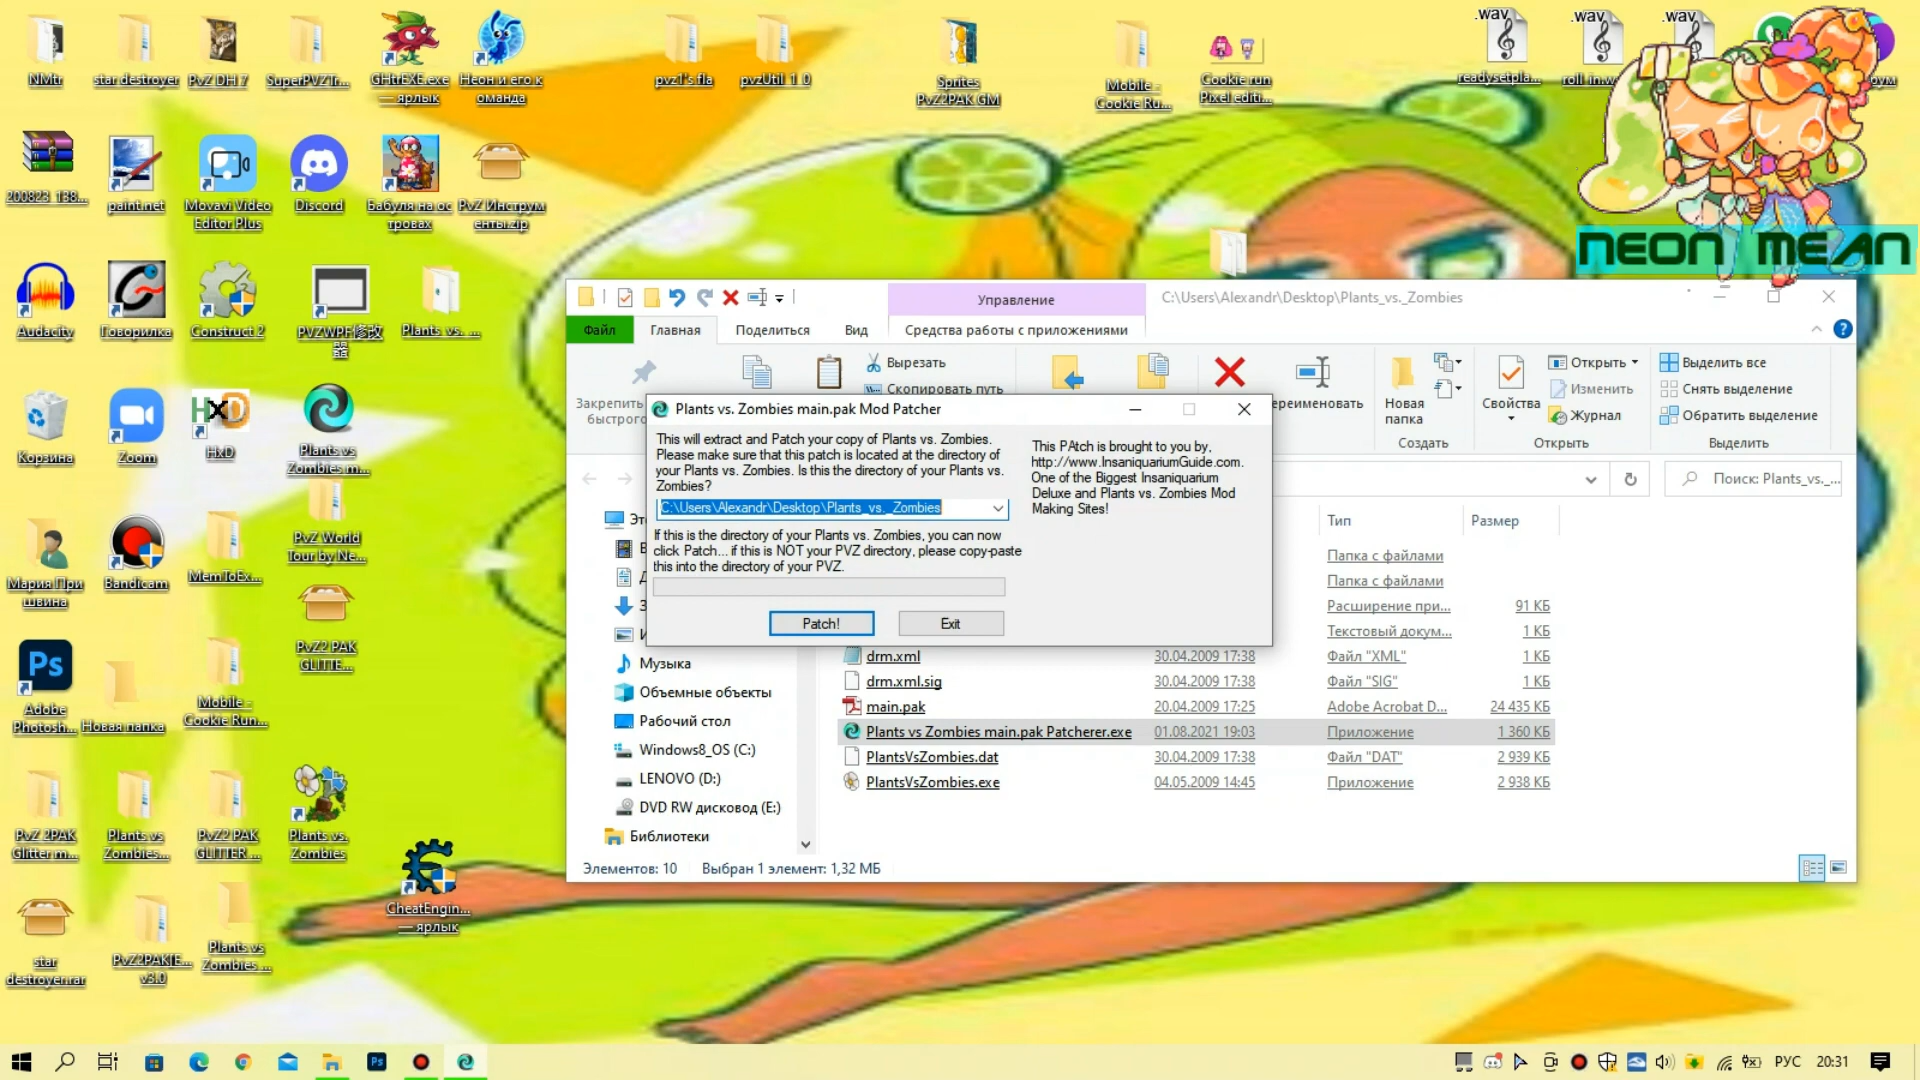 NMtr
star destroyer
PvZ DH 7
SuperPVZTr...
GHtrEXE.exe
— ярлык
Неон и его к
оманда
pvz1's fla
pvzUtil_1_0
Sprites
PvZ2PAK GM
Mobile -
Cookie Ru...
Cookie run
Pixel editi...
.wav
.wav
.wav
readysetpla...
roll-in.w
бум
NEON MEAN
200823_138...
paint.net
Movavi Video
Editor Plus
Discord
Бабуля на ос
тровах
PvZ Инструм
енты.zip
Audacity
Говорилка
Construct 2
PVZWPF修改
器
Plants_vs._...
Корзина
Zoom
HxD
HxD
Plants vs
Zombies m...
Мария При
швина
Bandicam
MemToEx...
PvZ World
Tour by Ne...
PvZ2 PAK
GLITTE...
Ps
Adobe
Photosh...
Новая папка
Mobile -
Cookie Run...
PvZ 2PAK
Glitter m...
Plants vs
Zombies...
PvZ2 PAK
GLITTER ...
Plants vs.
Zombies
CheatEngin...
— ярлык
star
destroyer.rar
PvZ2PAK[E...
v3.0
Plants vs
Zombies ...
Управление
C:\Users\Alexandr\Desktop\Plants_vs._Zombies
Файл
Главная
Поделиться
Вид
Средства работы с приложениями
Закрепить
быстрого
Вырезать
Скопировать путь
ереименовать
Новая
папка
Создать
Свойства
Открыть
Изменить
Журнал
Открыть
Выделить все
Снять выделение
Обратить выделение
Выделить
Поиск: Plants_vs._...
Plants vs. Zombies main.pak Mod Patcher
This will extract and Patch your copy of Plants vs. Zombies.
Please make sure that this patch is located at the directory of
your Plants vs. Zombies. Is this the directory of your Plants vs.
Zombies?
C:\Users\Alexandr\Desktop\Plants_vs._Zombies
If this is the directory of your Plants vs. Zombies, you can now
click Patch... if this is NOT your PVZ directory, please copy-paste
this into the directory of your PVZ.
Patch!
Exit
This PAtch is brought to you by,
http://www.InsaniquariumGuide.com.
One of the Biggest Insaniquarium
Deluxe and Plants vs. Zombies Mod
Making Sites!
Тип
Размер
Папка с файлами
Папка с файлами
Расширение при...
91 КБ
Текстовый докум...
1 КБ
drm.xml
30.04.2009 17:38
Файл "XML"
1 КБ
drm.xml.sig
30.04.2009 17:38
Файл "SIG"
1 КБ
main.pak
20.04.2009 17:25
Adobe Acrobat D...
24 435 КБ
Plants vs Zombies main.pak Patcherer.exe
01.08.2021 19:03
Приложение
1 360 КБ
PlantsVsZombies.dat
30.04.2009 17:38
Файл "DAT"
2 939 КБ
PlantsVsZombies.exe
04.05.2009 14:45
Приложение
2 938 КБ
Эт
Музыка
Объемные объекты
Рабочий стол
Windows8_OS (C:)
LENOVO (D:)
DVD RW дисковод (E:)
Библиотеки
Элементов: 10
Выбран 1 элемент: 1,32 МБ
Ps
РУС
20:31